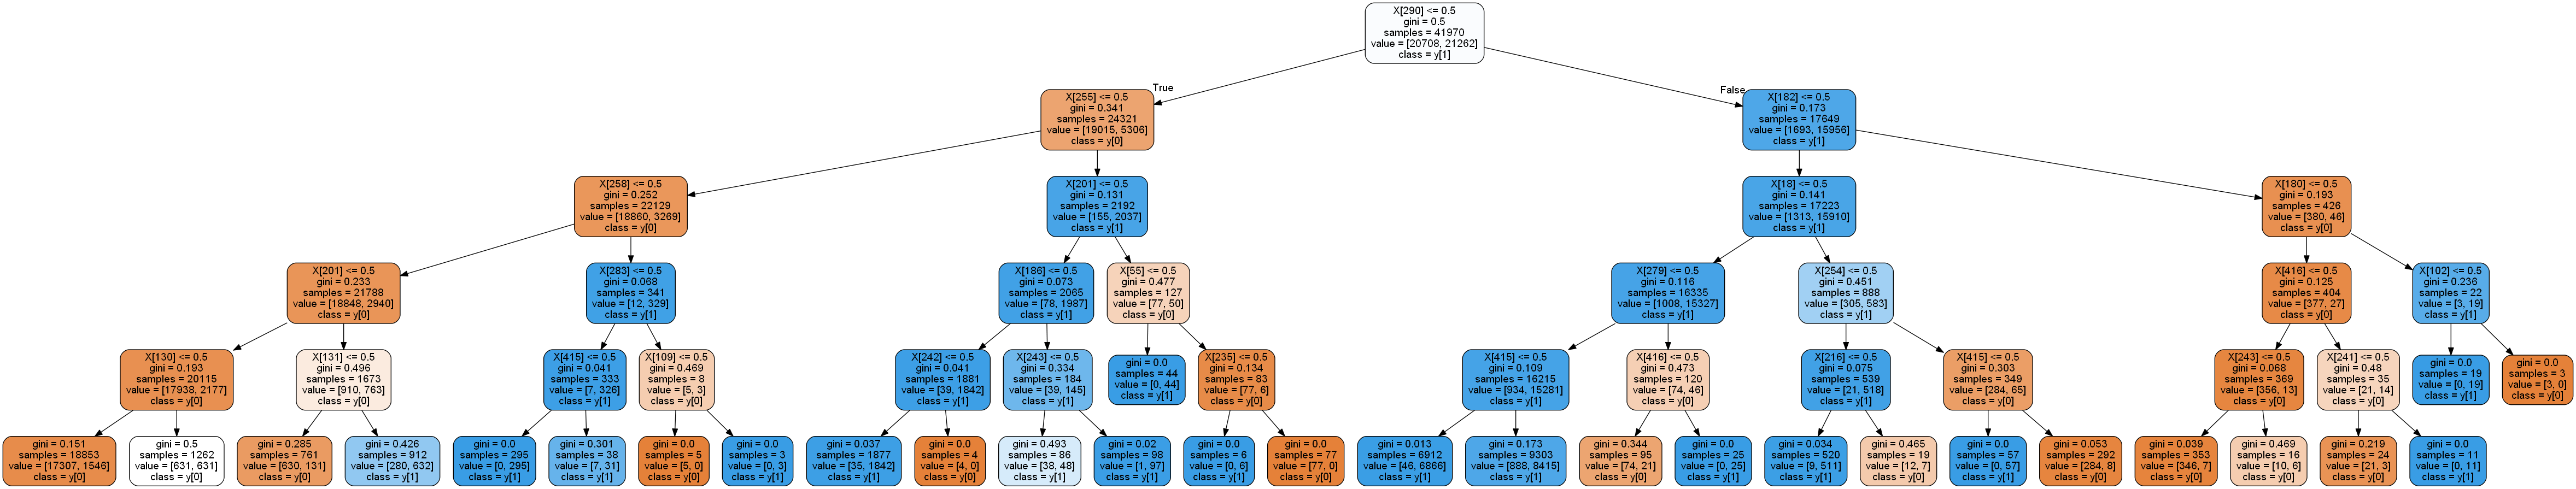 X[290] <= 0.5
gini = 0.5
samples = 41970
value = [20708, 21262]
class = y[1]
True
False
X[255] <= 0.5
gini = 0.341
samples = 24321
value = [19015, 5306]
class = y[0]
X[182] <= 0.5
gini = 0.173
samples = 17649
value = [1693, 15956]
class = y[1]
X[258] <= 0.5
gini = 0.252
samples = 22129
value = [18860, 3269]
class = y[0]
X[201] <= 0.5
gini = 0.131
samples = 2192
value = [155, 2037]
class = y[1]
X[18] <= 0.5
gini = 0.141
samples = 17223
value = [1313, 15910]
class = y[1]
X[180] <= 0.5
gini = 0.193
samples = 426
value = [380, 46]
class = y[0]
X[201] <= 0.5
gini = 0.233
samples = 21788
value = [18848, 2940]
class = y[0]
X[283] <= 0.5
gini = 0.068
samples = 341
value = [12, 329]
class = y[1]
X[186] <= 0.5
gini = 0.073
samples = 2065
value = [78, 1987]
class = y[1]
X[55] <= 0.5
gini = 0.477
samples = 127
value = [77, 50]
class = y[0]
X[279] <= 0.5
gini = 0.116
samples = 16335
value = [1008, 15327]
class = y[1]
X[254] <= 0.5
gini = 0.451
samples = 888
value = [305, 583]
class = y[1]
X[416] <= 0.5
gini = 0.125
samples = 404
value = [377, 27]
class = y[0]
X[102] <= 0.5
gini = 0.236
samples = 22
value = [3, 19]
class = y[1]
X[130] <= 0.5
gini = 0.193
samples = 20115
value = [17938, 2177]
class = y[0]
X[131] <= 0.5
gini = 0.496
samples = 1673
value = [910, 763]
class = y[0]
X[415] <= 0.5
gini = 0.041
samples = 333
value = [7, 326]
class = y[1]
X[109] <= 0.5
gini = 0.469
samples = 8
value = [5, 3]
class = y[0]
X[242] <= 0.5
gini = 0.041
samples = 1881
value = [39, 1842]
class = y[1]
X[243] <= 0.5
gini = 0.334
samples = 184
value = [39, 145]
class = y[1]
gini = 0.0
samples = 44
value = [0, 44]
class = y[1]
X[235] <= 0.5
gini = 0.134
samples = 83
value = [77, 6]
class = y[0]
X[415] <= 0.5
gini = 0.109
samples = 16215
value = [934, 15281]
class = y[1]
X[416] <= 0.5
gini = 0.473
samples = 120
value = [74, 46]
class = y[0]
X[216] <= 0.5
gini = 0.075
samples = 539
value = [21, 518]
class = y[1]
X[415] <= 0.5
gini = 0.303
samples = 349
value = [284, 65]
class = y[0]
X[243] <= 0.5
gini = 0.068
samples = 369
value = [356, 13]
class = y[0]
X[241] <= 0.5
gini = 0.48
samples = 35
value = [21, 14]
class = y[0]
gini = 0.0
samples = 19
value = [0, 19]
class = y[1]
gini = 0.0
samples = 3
value = [3, 0]
class = y[0]
gini = 0.151
samples = 18853
value = [17307, 1546]
class = y[0]
gini = 0.5
samples = 1262
value = [631, 631]
class = y[0]
gini = 0.285
samples = 761
value = [630, 131]
class = y[0]
gini = 0.426
samples = 912
value = [280, 632]
class = y[1]
gini = 0.0
samples = 295
value = [0, 295]
class = y[1]
gini = 0.301
samples = 38
value = [7, 31]
class = y[1]
gini = 0.0
samples = 5
value = [5, 0]
class = y[0]
gini = 0.0
samples = 3
value = [0, 3]
class = y[1]
gini = 0.037
samples = 1877
value = [35, 1842]
class = y[1]
gini = 0.0
samples = 4
value = [4, 0]
class = y[0]
gini = 0.493
samples = 86
value = [38, 48]
class = y[1]
gini = 0.02
samples = 98
value = [1, 97]
class = y[1]
gini = 0.0
samples = 6
value = [0, 6]
class = y[1]
gini = 0.0
samples = 77
value = [77, 0]
class = y[0]
gini = 0.013
samples = 6912
value = [46, 6866]
class = y[1]
gini = 0.173
samples = 9303
value = [888, 8415]
class = y[1]
gini = 0.344
samples = 95
value = [74, 21]
class = y[0]
gini = 0.0
samples = 25
value = [0, 25]
class = y[1]
gini = 0.034
samples = 520
value = [9, 511]
class = y[1]
gini = 0.465
samples = 19
value = [12, 7]
class = y[0]
gini = 0.0
samples = 57
value = [0, 57]
class = y[1]
gini = 0.053
samples = 292
value = [284, 8]
class = y[0]
gini = 0.039
samples = 353
value = [346, 7]
class = y[0]
gini = 0.469
samples = 16
value = [10, 6]
class = y[0]
gini = 0.219
samples = 24
value = [21, 3]
class = y[0]
gini = 0.0
samples = 11
value = [0, 11]
class = y[1]